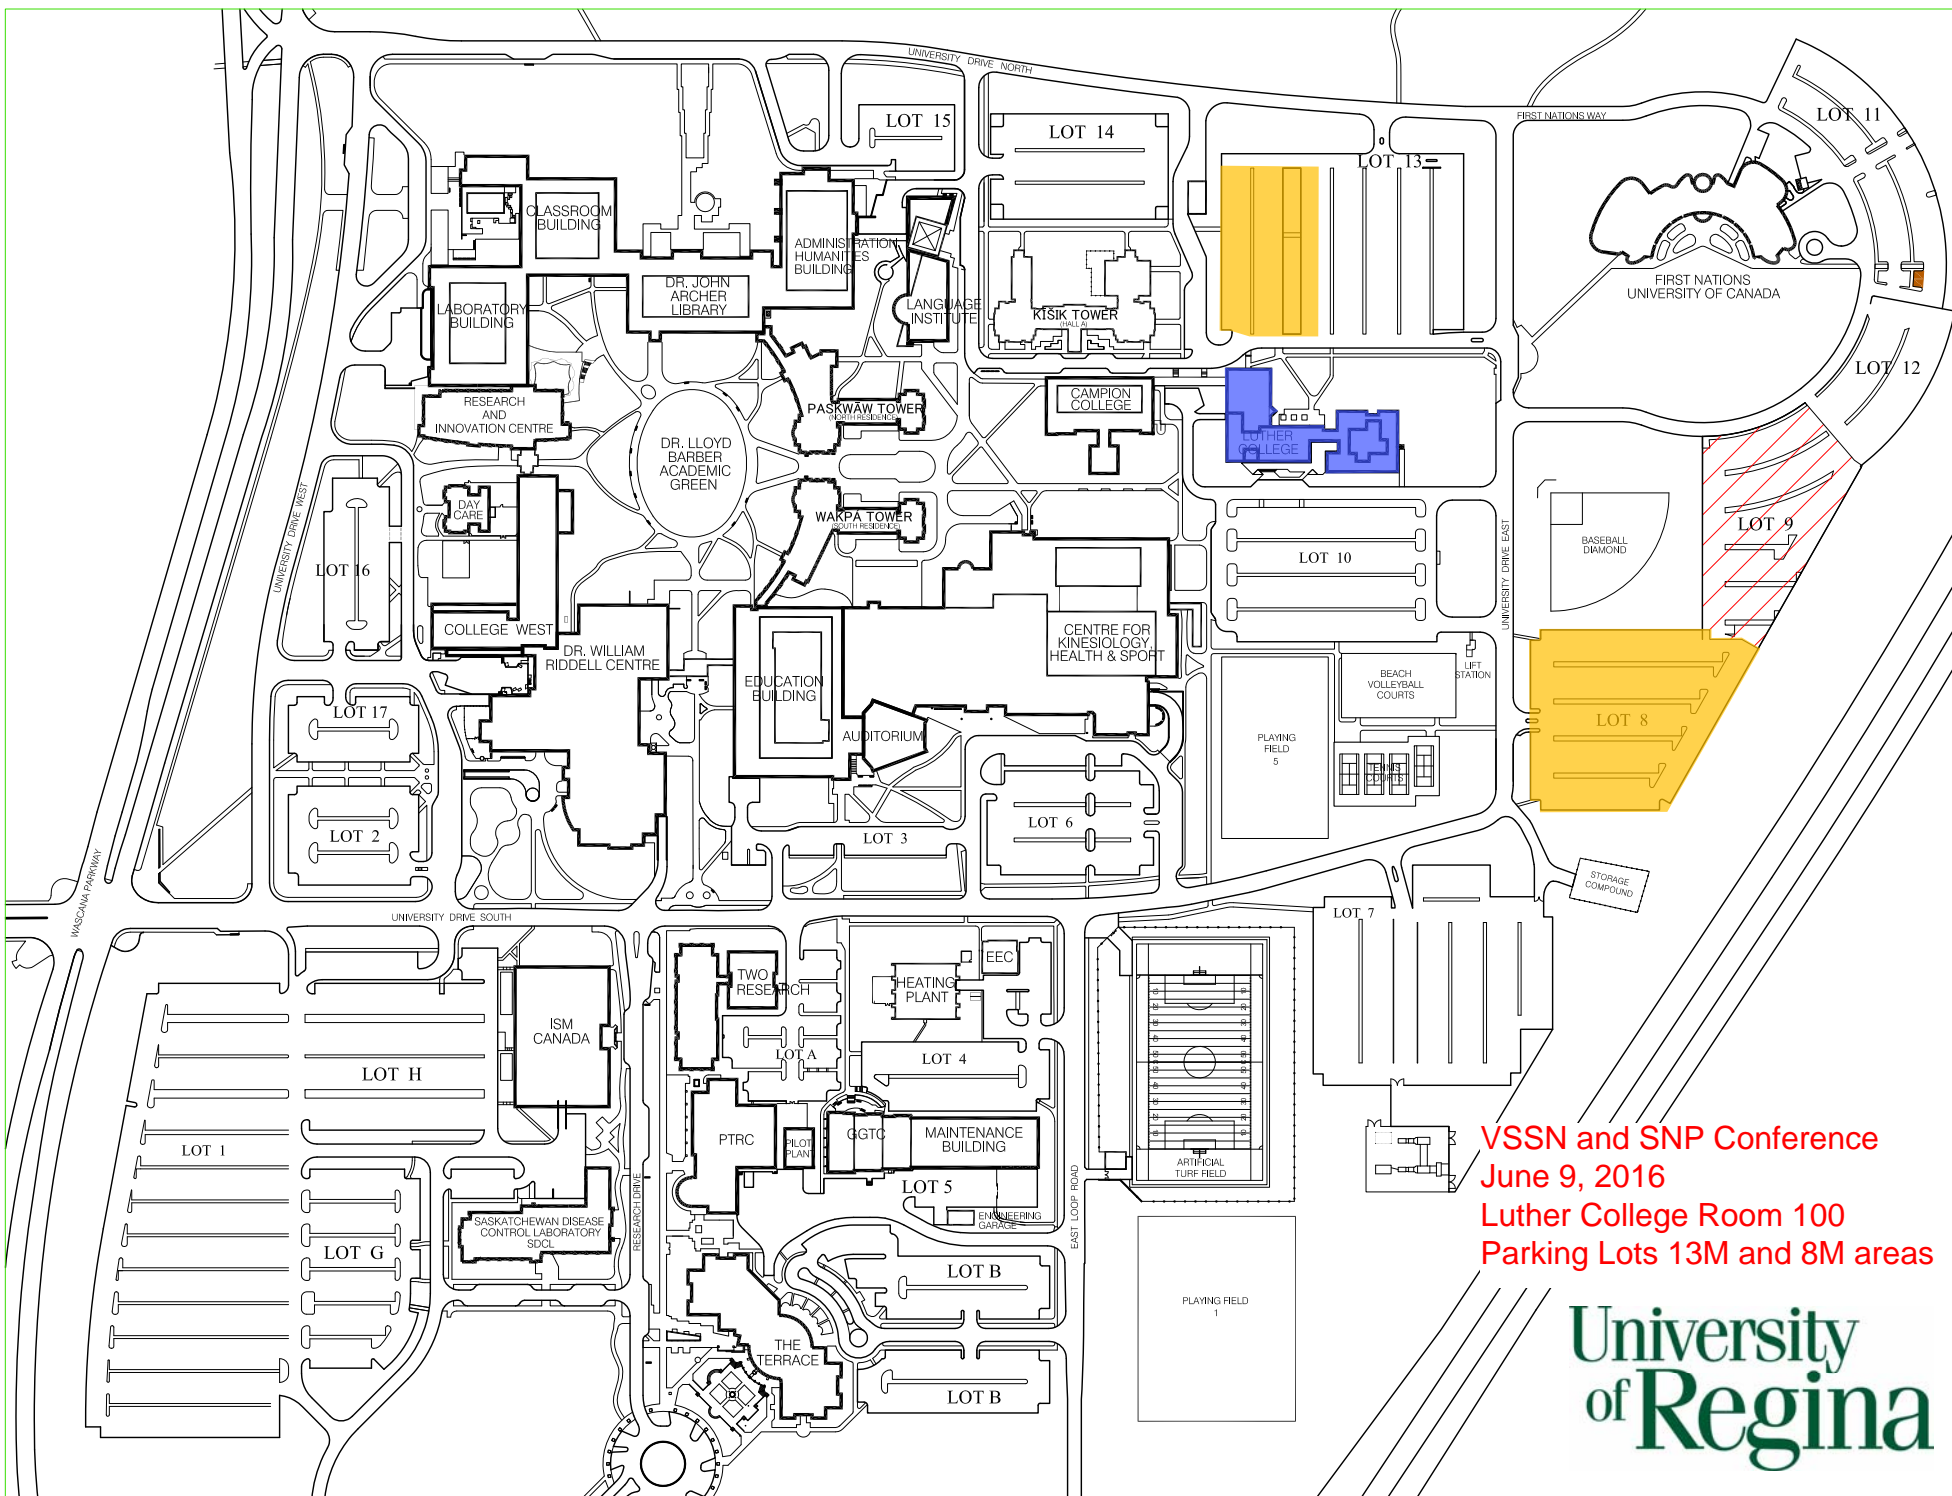 UNIVERSITY DRIVE NORTH
FIRST NATIONS WAY
LOT 11
LOT 15
LOT 14
LOT 13
CLASSROOM
BUILDING
ADMINISTRATION
HUMANITIES
BUILDING
DR. JOHN
ARCHER
LIBRARY
LABORATORY
BUILDING
LANGUAGE
INSTITUTE
KĪŠIK TOWER
(HALL A)
FIRST NATIONS
UNIVERSITY OF CANADA
LOT 12
RESEARCH
AND
INNOVATION CENTRE
PASKWĀW TOWER
(NORTH RESIDENCE)
CAMPION
COLLEGE
LUTHER
COLLEGE
DR. LLOYD
BARBER
ACADEMIC
GREEN
DAY
CARE
WAKPÁ TOWER
(SOUTH RESIDENCE)
UNIVERSITY DRIVE WEST
LOT 16
LOT 10
UNIVERSITY DRIVE EAST
BASEBALL
DIAMOND
LOT 9
COLLEGE WEST
DR. WILLIAM
RIDDELL CENTRE
CENTRE FOR
KINESIOLOGY,
HEALTH & SPORT
EDUCATION
BUILDING
AUDITORIUM
BEACH
VOLLEYBALL
COURTS
LIFT
STATION
LOT 17
LOT 8
PLAYING
FIELD
5
TENNIS
COURTS
LOT 2
LOT 3
LOT 6
WASCANA PARKWAY
STORAGE
COMPOUND
UNIVERSITY DRIVE SOUTH
LOT 7
TWO
RESEARCH
HEATING
PLANT
EEC
ISM
CANADA
LOT A
LOT 4
LOT H
LOT 1
PTRC
PILOT
PLANT
GGTC
MAINTENANCE
BUILDING
ARTIFICIAL
TURF FIELD
LOT 5
ENGINEERING
GARAGE
EAST LOOP ROAD
RESEARCH DRIVE
SASKATCHEWAN DISEASE
CONTROL LABORATORY
SDCL
LOT G
LOT B
PLAYING FIELD
1
THE
TERRACE
LOT B
VSSN and SNP Conference
June 9, 2016
Luther College Room 100
Parking Lots 13M and 8M areas
University
of Regina